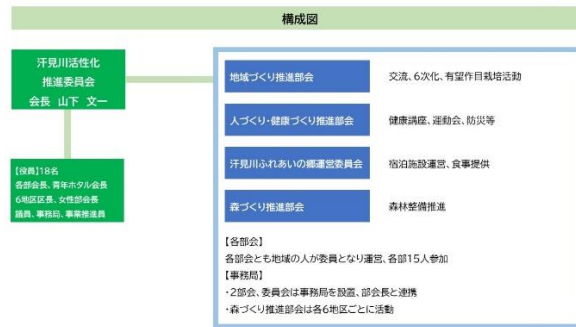 構成図
汗見川活性化
推進委員会
会長 山下 文一
【役員】18名
各部会長、青年ホタル会長
6地区区長、女性部会長
議員、事務局、事業推進員
地域づくり推進部会 交流、6次化、有望作目栽培活動
人づくり・健康づくり推進部会 健康講座、運動会、防災等
汗見川ふれあいの郷運営委員会 宿泊施設運営、食事提供
森づくり推進部会 森林整備推進
【各部会】
各部会とも地域の人が委員となり運営、各部15人参加
【事務局】
・2部会、委員会は事務局を設置、部会長と連携
・森づくり推進部会は各6地区ごとに活動